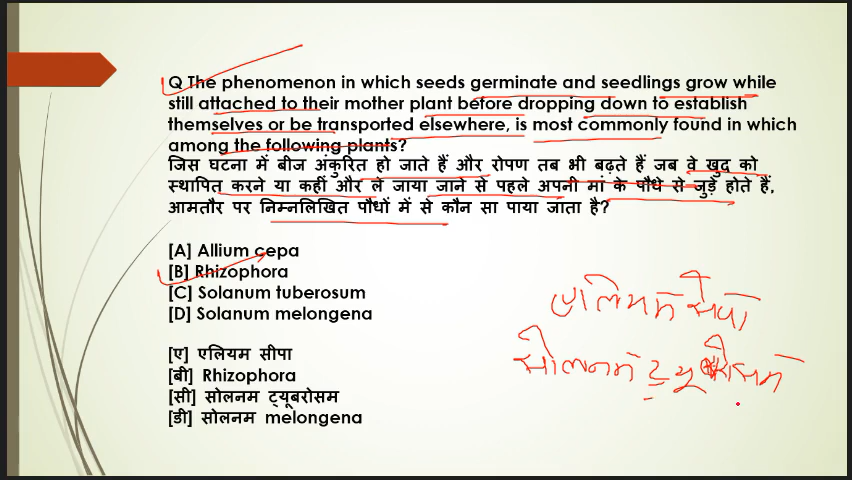 Q The phenomenon in which seeds germinate and seedlings grow while
still attached to their mother plant before dropping down to establish
themselves or be transported elsewhere, is most commonly found in which
among the following plants?
जिस घटना में बीज अंकुरित हो जाते हैं और रोपण तब भी बढ़ते हैं जब वे खुद को
स्थापित करने या कहीं और ले जाया जाने से पहले अपनी मां के पौधे से जुड़े होते हैं,
आमतौर पर निम्नलिखित पौधों में से कौन सा पाया जाता है?
[A] Allium cepa
[B] Rhizophora
[C] Solanum tuberosum
[D] Solanum melongena
[ए] एलियम सीपा
[बी] Rhizophora
[सी] सोलनम ट्यूबरोसम
[डी] सोलनम melongena
एलियम सेपा
सोलनम